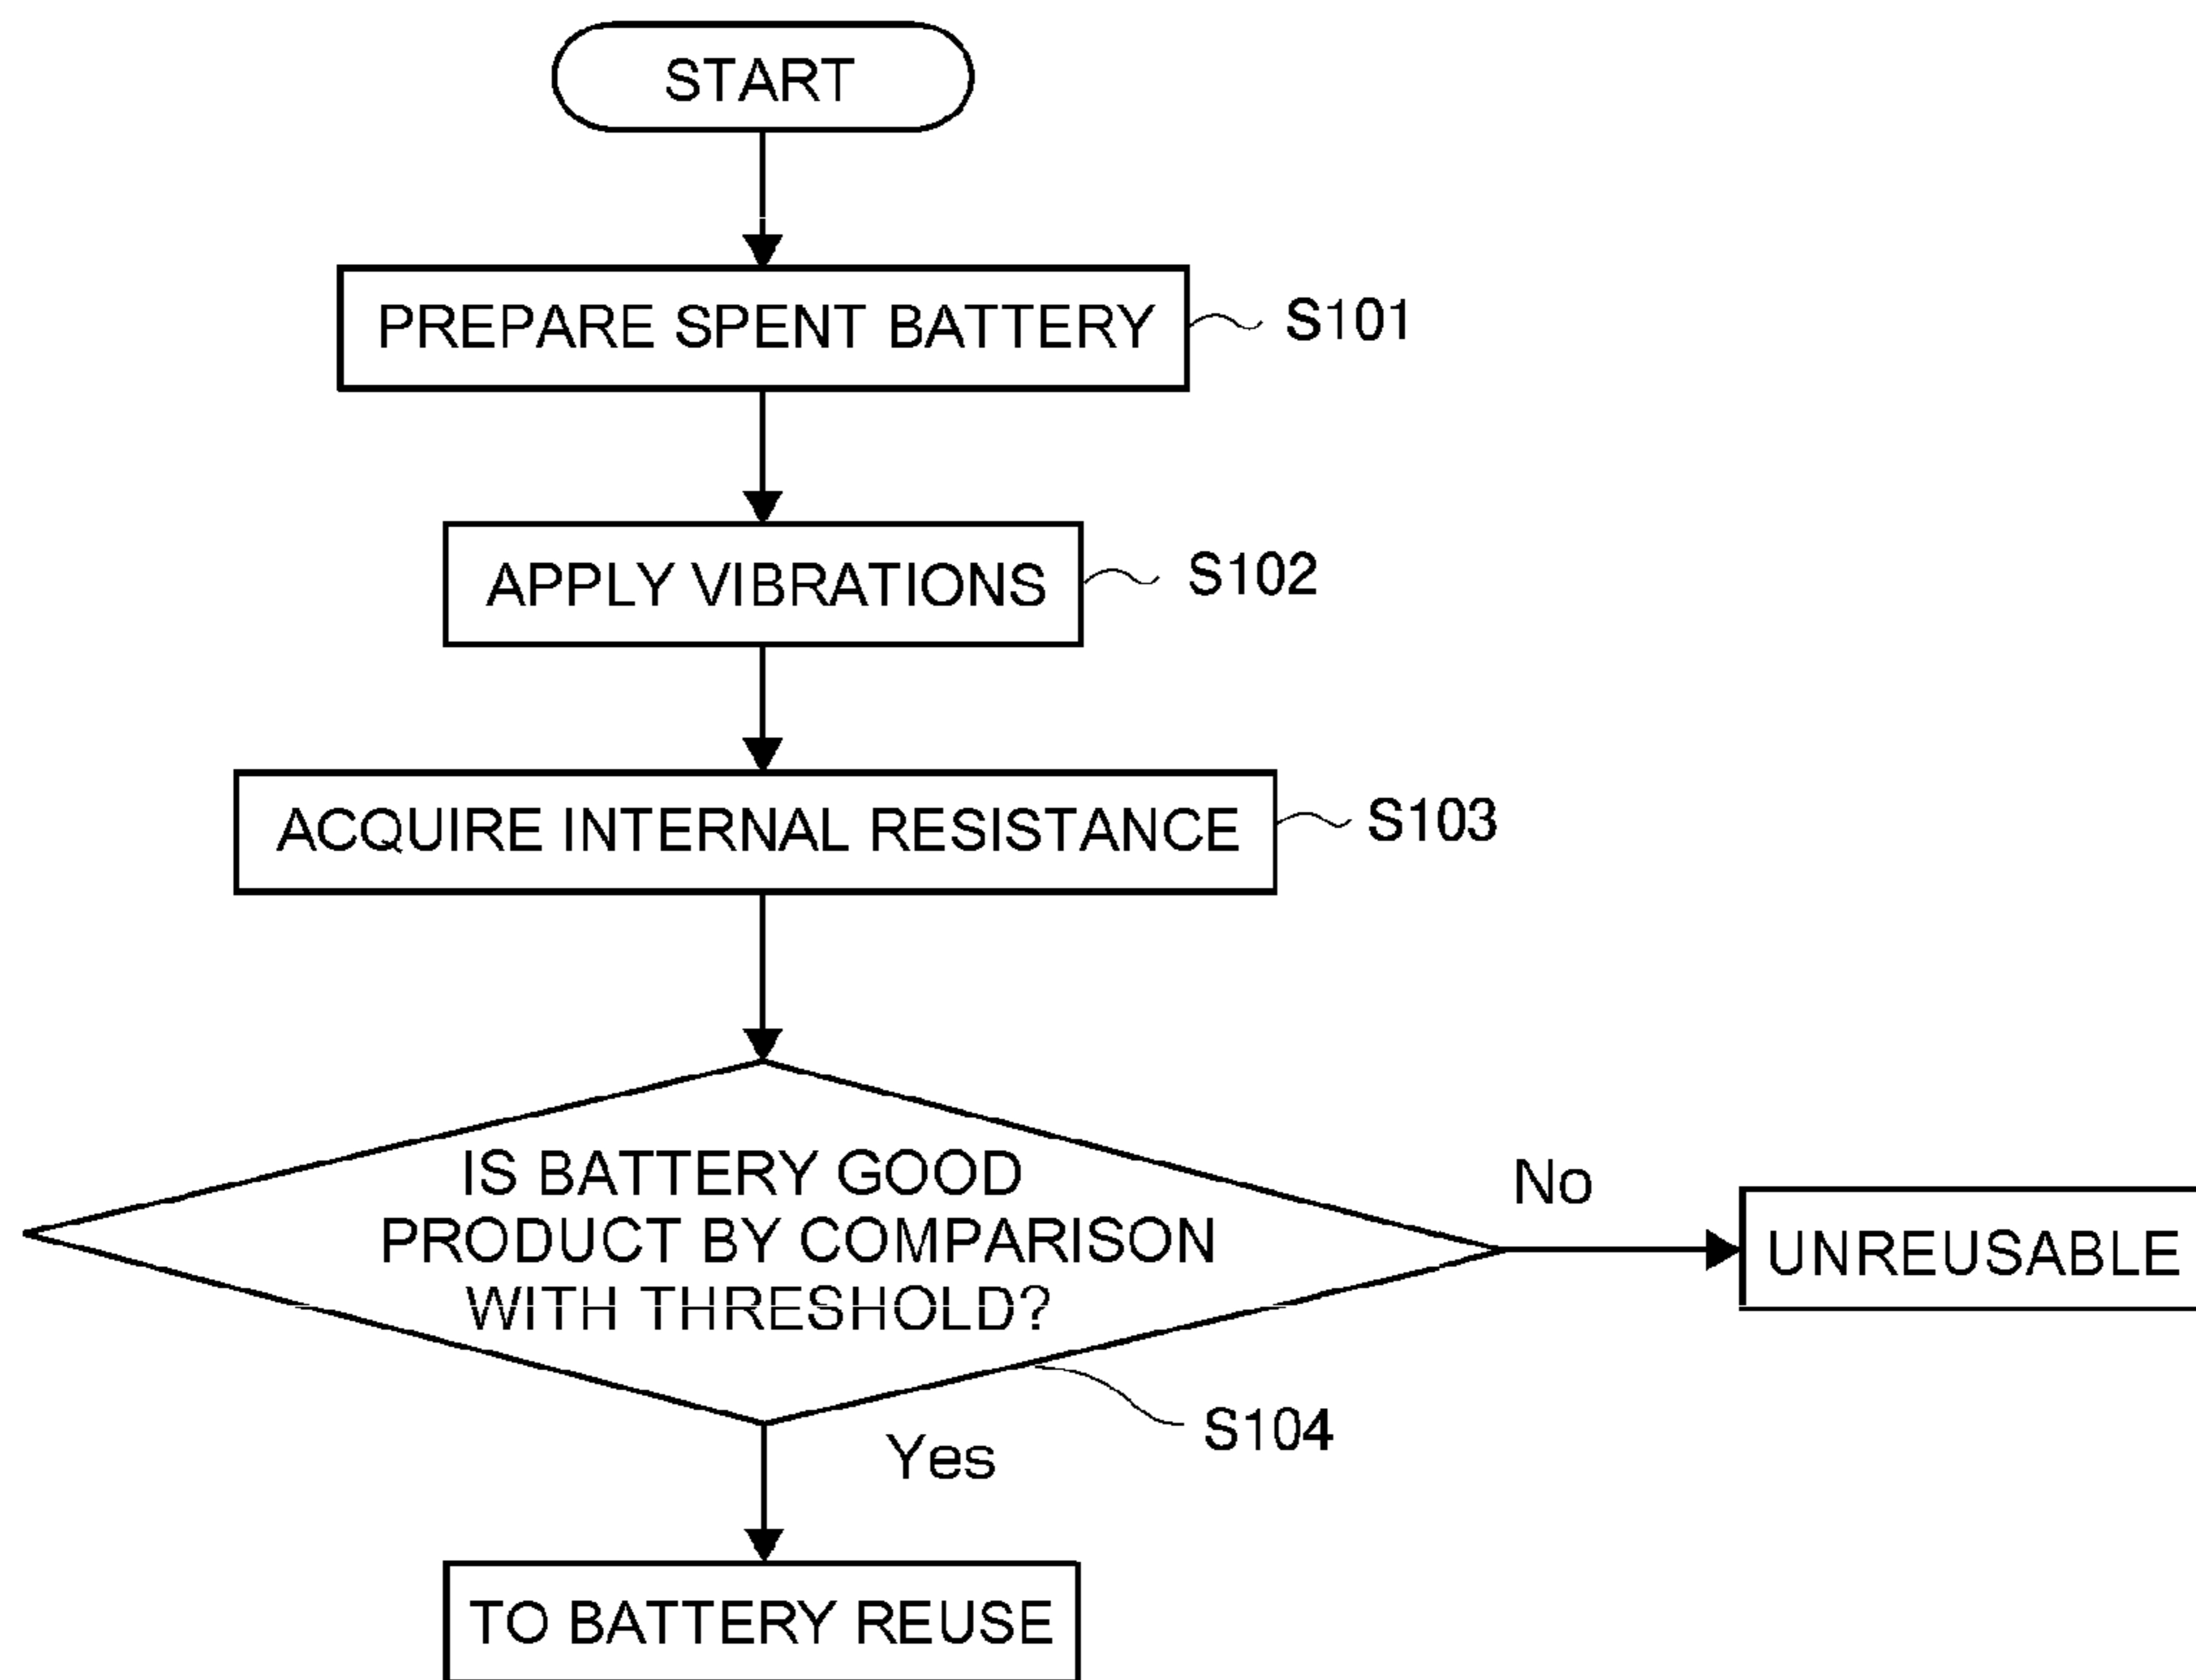 START
PREPARE SPENT BATTERY
S101
APPLY VIBRATIONS
S102
ACQUIRE INTERNAL RESISTANCE
S103
IS BATTERY GOOD
PRODUCT BY COMPARISON
WITH THRESHOLD?
No
UNREUSABLE
S104
Yes
TO BATTERY REUSE